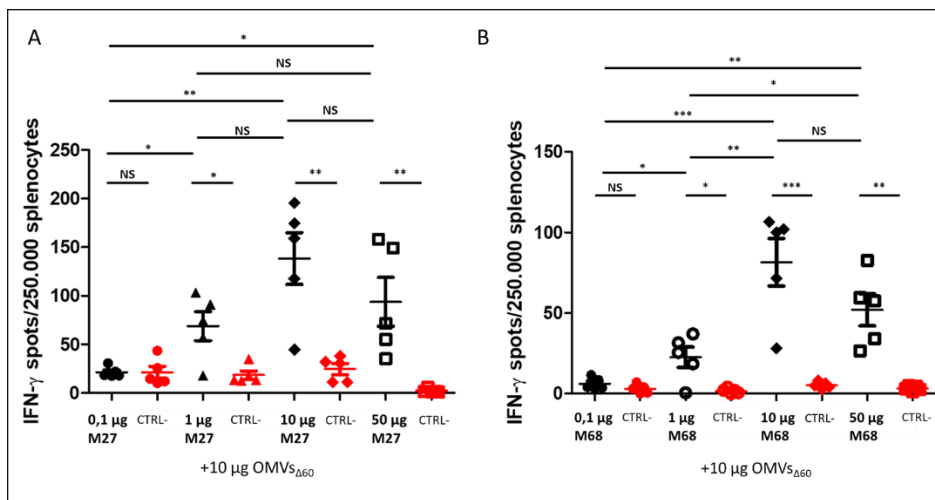 A
*
NS
**
NS
NS
*
NS
*
**
**
IFN-γ spots/250.000 splenocytes
250
200
150
100
50
0
0,1 µg
M27
CTRL-
1 µg
M27
CTRL-
10 µg
M27
CTRL-
50 µg
M27
CTRL-
+10 µg OMVsΔ60
B
**
*
***
NS
**
*
NS
*
***
**
IFN-γ spots/250.000 splenocytes
150
100
50
0
0,1 µg
M68
CTRL-
1 µg
M68
CTRL-
10 µg
M68
CTRL-
50 µg
M68
CTRL-
+10 µg OMVsΔ60